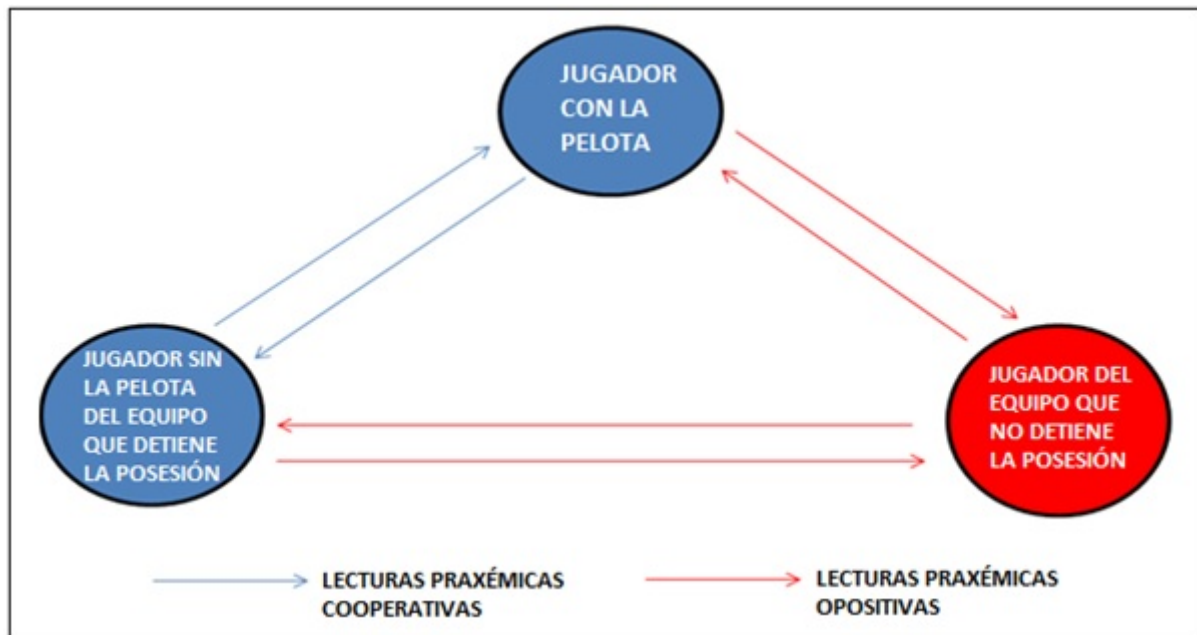 JUGADOR
CON LA
PELOTA
JUGADOR SIN
LA PELOTA
DEL EQUIPO
QUE DETIENE
LA POSESIÓN
JUGADOR DEL
EQUIPO QUE
NO DETIENE
LA POSESIÓN
LECTURAS PRAXÉMICAS
COOPERATIVAS
LECTURAS PRAXÉMICAS
OPOSITIVAS